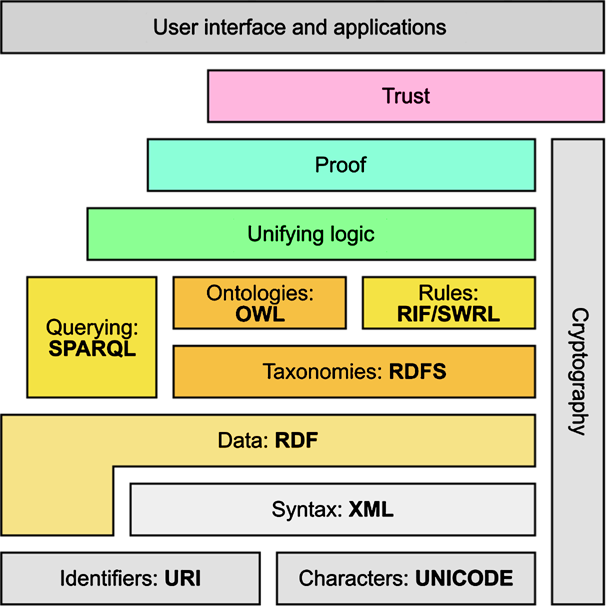 User interface and applications
Trust
Proof
Unifying logic
Querying:
SPARQL
Ontologies:
OWL
Rules:
RIF/SWRL
Taxonomies: RDFS
Cryptography
Data: RDF
Syntax: XML
Identifiers: URI
Characters: UNICODE